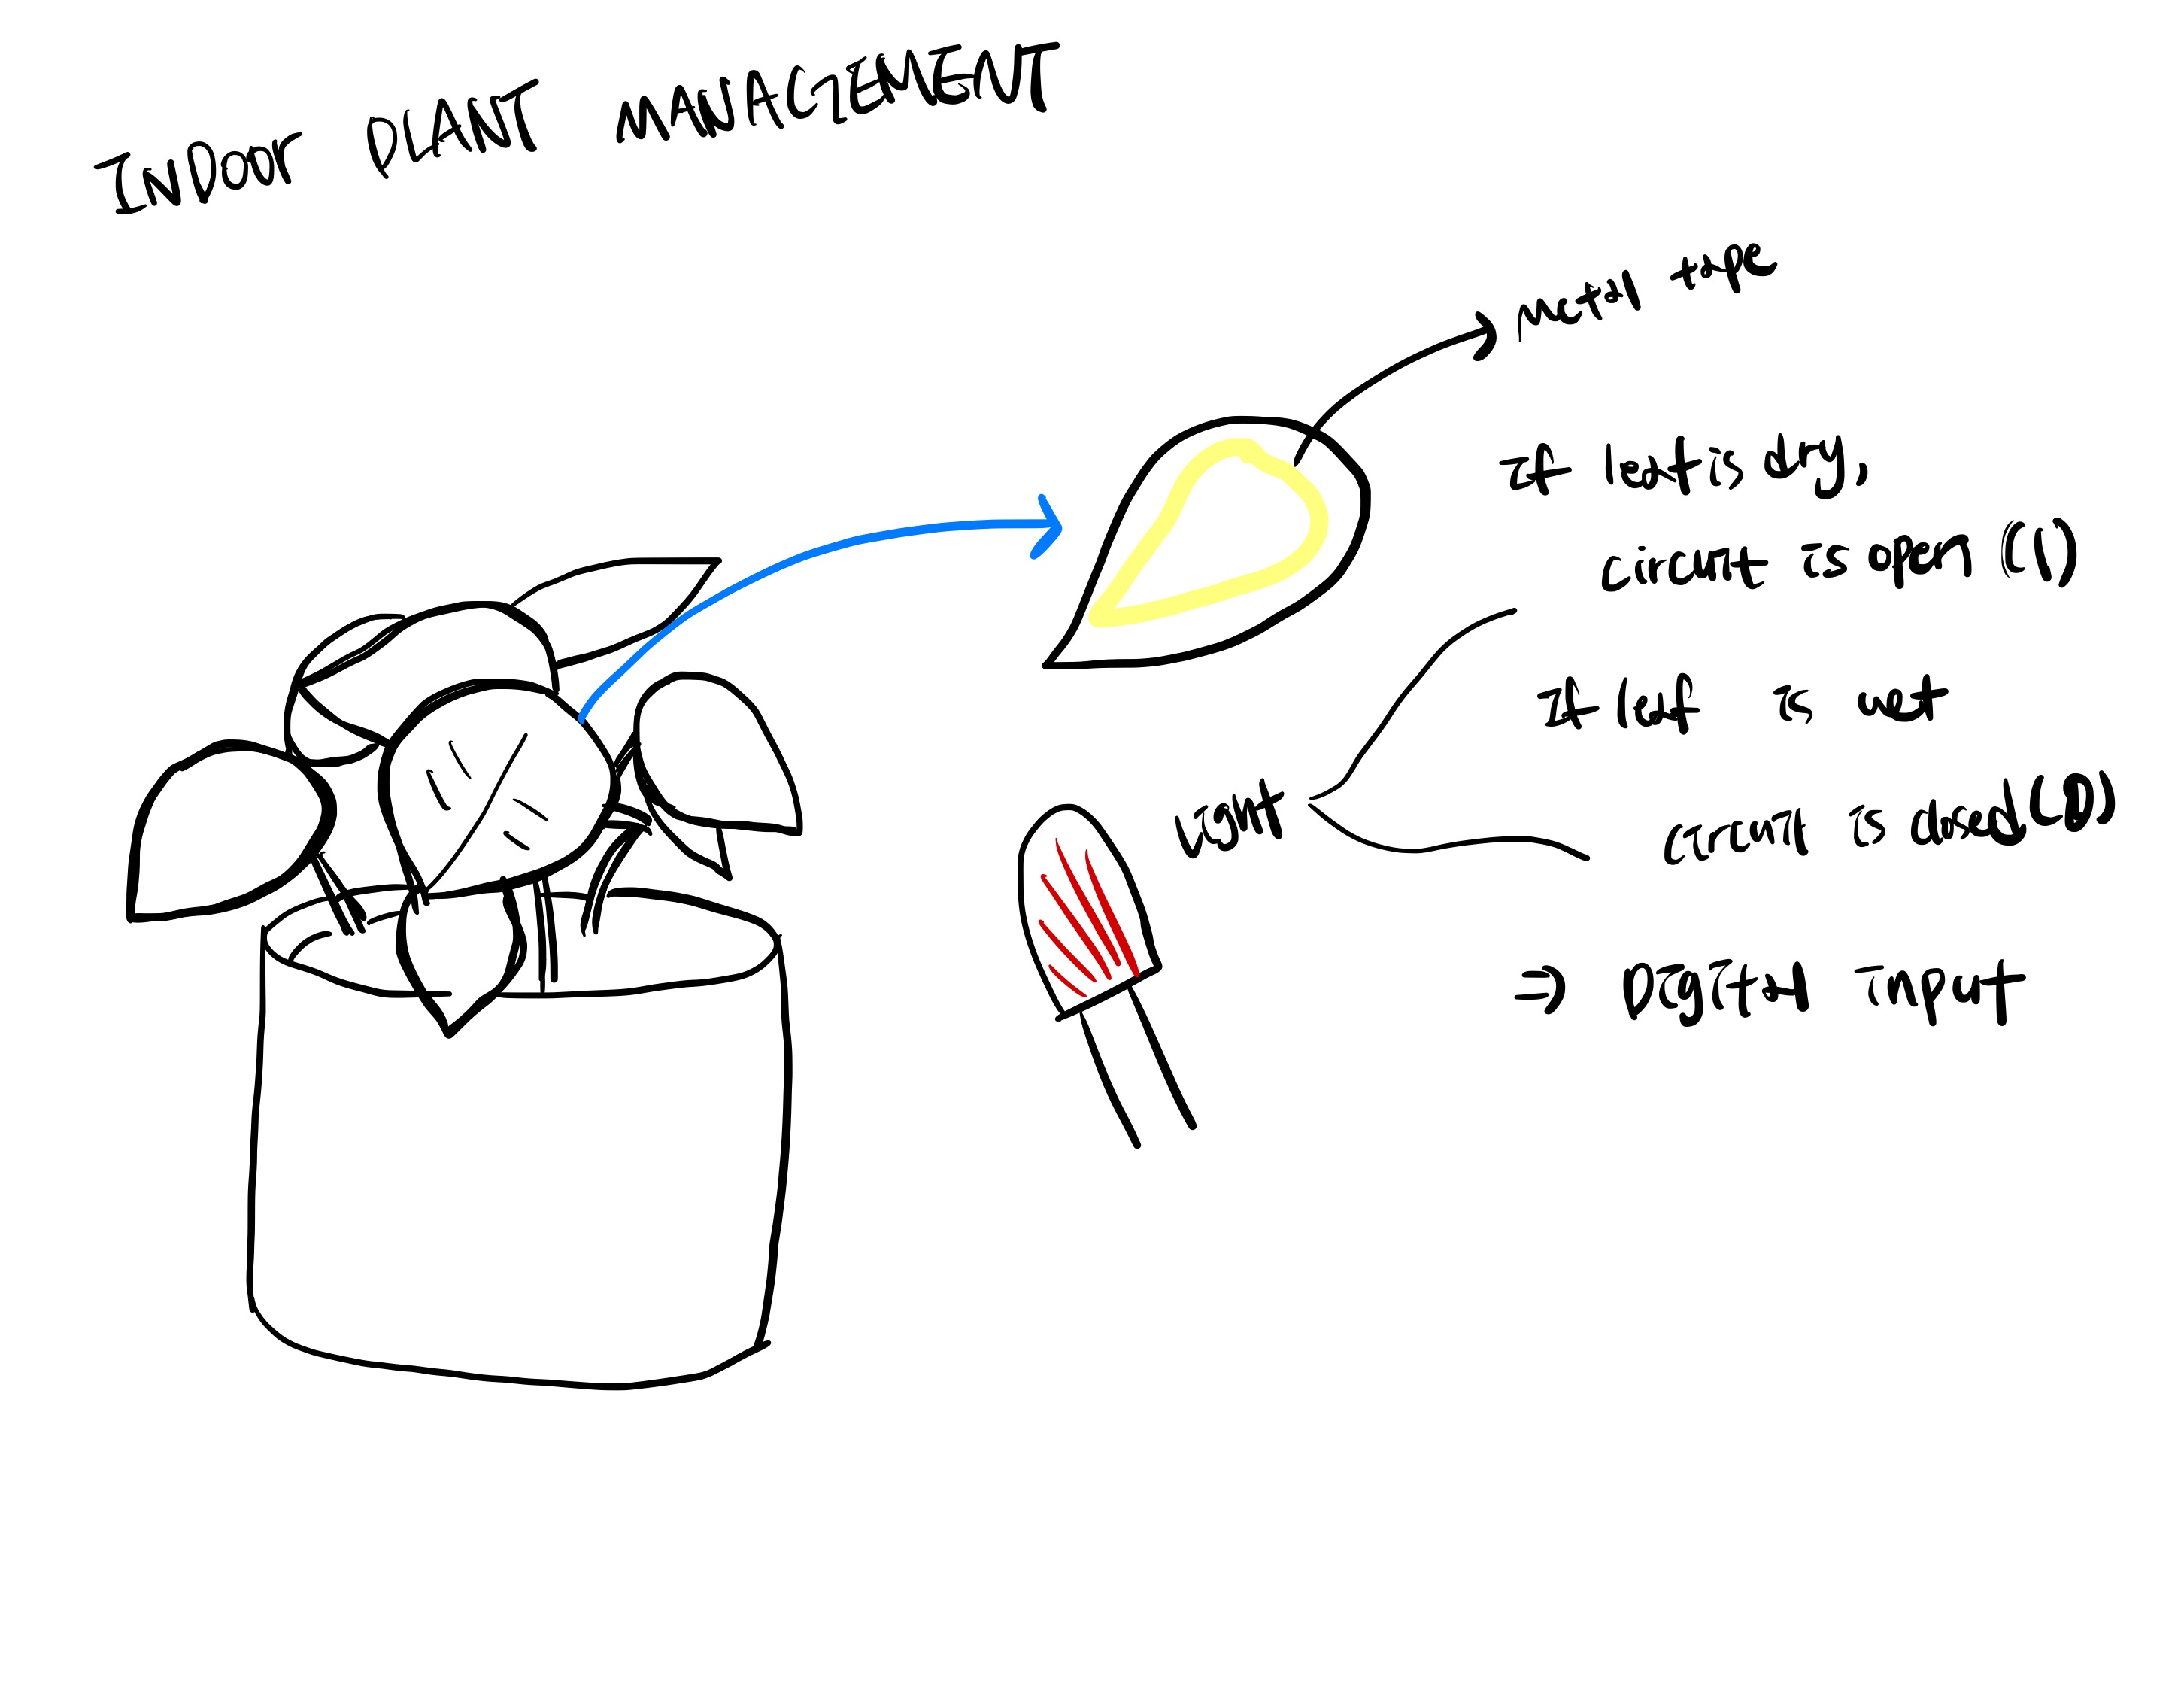 INDOOR PLANT MANAGEMENT
metal tape
If leaf is dry,
circuit is open (1)
If leaf is wet
circuit is closed (0)
Light
⇒ Digital input